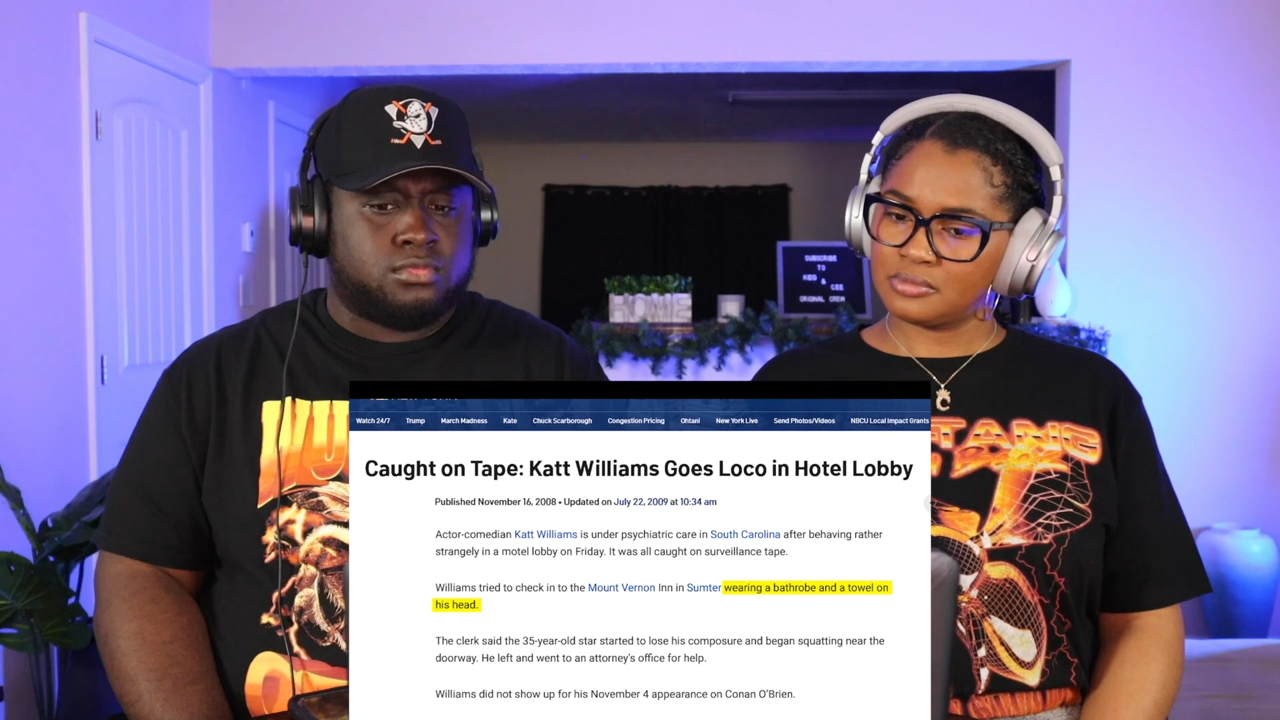 SUBSCRIBE
TO
KIDD
& CEE
ORIGINAL CREW
HOME
WU
TANG
Watch 24/7 Trump March Madness Kate Chuck Scarborough Congestion Pricing Ohtani New York Live Send Photos/Videos NBCU Local Impact Grants
Caught on Tape: Katt Williams Goes Loco in Hotel Lobby
Published November 16, 2008 • Updated on July 22, 2009 at 10:34 am
Actor-comedian Katt Williams is under psychiatric care in South Carolina after behaving rather
strangely in a motel lobby on Friday. It was all caught on surveillance tape.
Williams tried to check in to the Mount Vernon Inn in Sumter wearing a bathrobe and a towel on
his head.
The clerk said the 35-year-old star started to lose his composure and began squatting near the
doorway. He left and went to an attorney's office for help.
Williams did not show up for his November 4 appearance on Conan O'Brien.